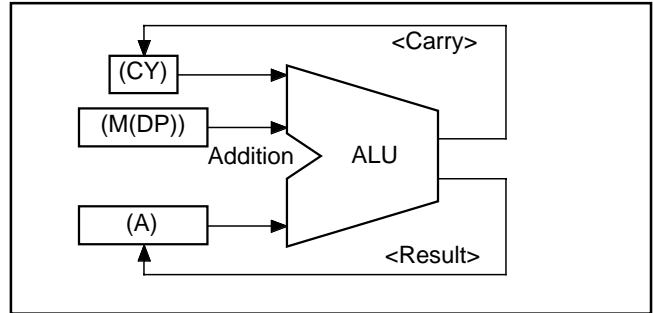 <Carry>
(CY)
(M(DP))
Addition
ALU
(A)
<Result>